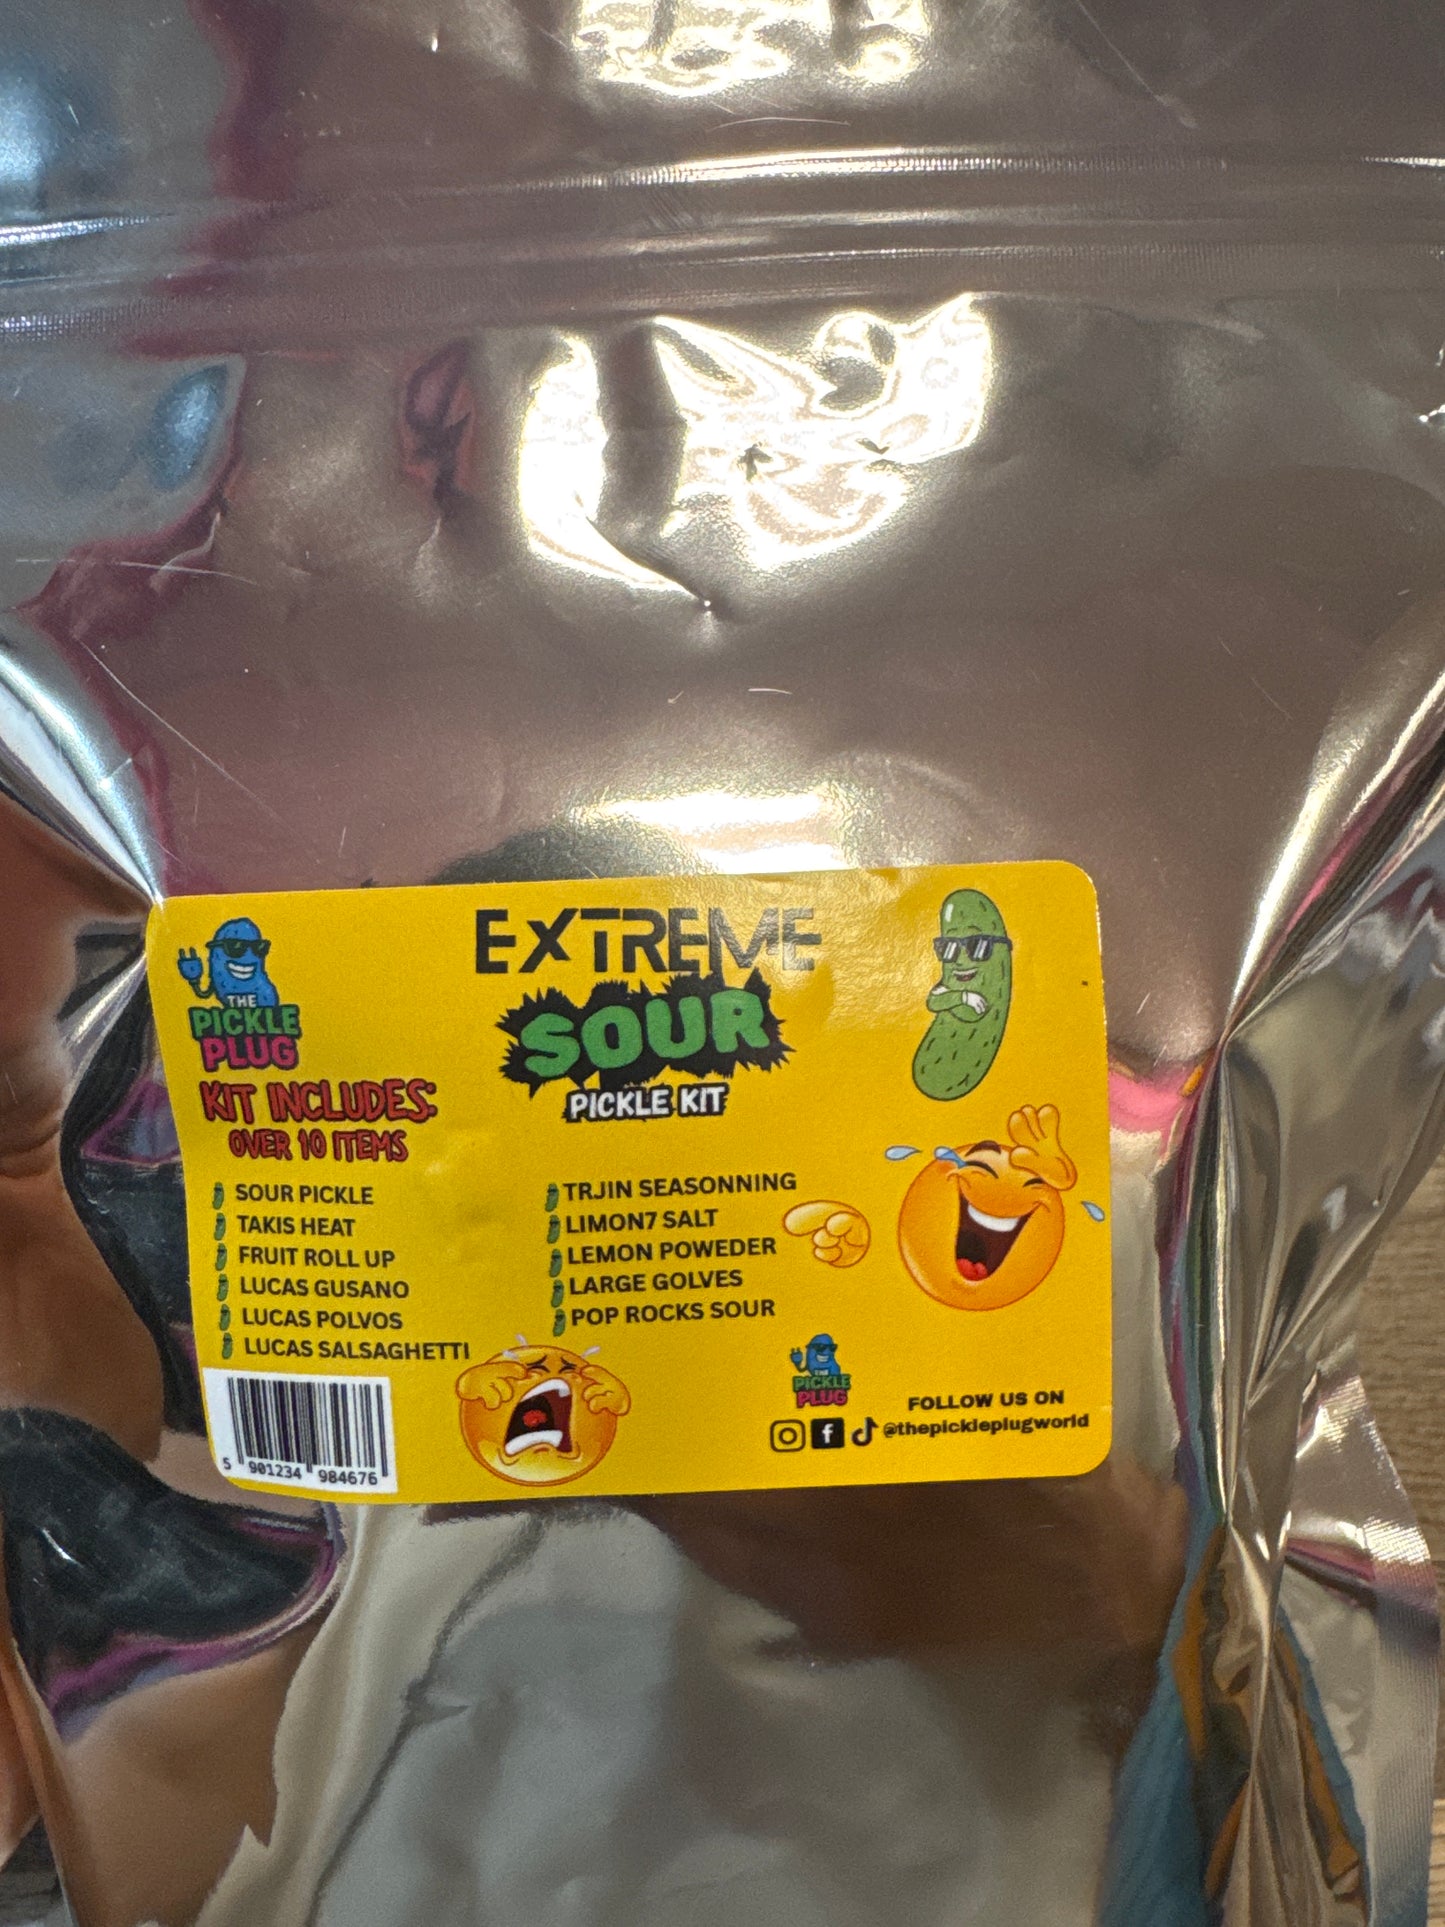 THE
PICKLE
PLUG
EXTREME
SOUR
PICKLE KIT
KIT INCLUDES:
OVER 10 ITEMS
SOUR PICKLE
TAKIS HEAT
FRUIT ROLL UP
LUCAS GUSANO
LUCAS POLVOS
LUCAS SALSAGHETTI
TRJIN SEASONNING
LIMON7 SALT
LEMON POWEDER
LARGE GOLVES
POP ROCKS SOUR
5 901234 984676
THE
PICKLE
PLUG
FOLLOW US ON
@thepickleplugworld